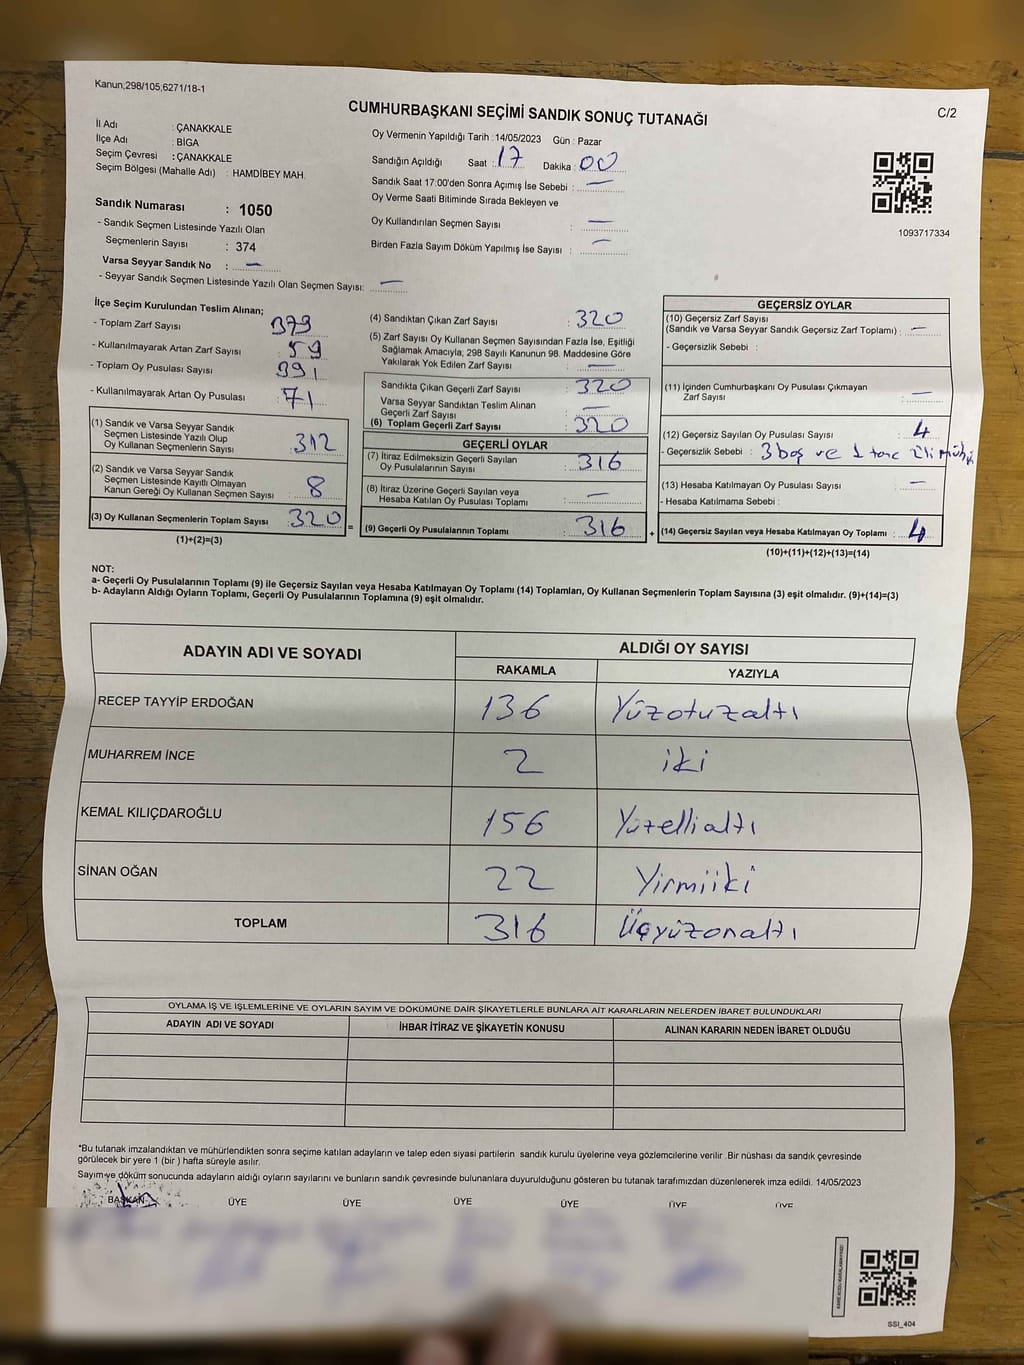 Kanun;298/105;6271/18-1
C/2
CUMHURBAŞKANI SEÇİMİ SANDIK SONUÇ TUTANAĞI
İl Adı : ÇANAKKALE
İlçe Adı : BİGA
Seçim Çevresi : ÇANAKKALE
Seçim Bölgesi (Mahalle Adı) : HAMDİBEY MAH.
Sandık Numarası : 1050
- Sandık Seçmen Listesinde Yazılı Olan
Seçmenlerin Sayısı : 374
Varsa Seyyar Sandık No : —
- Seyyar Sandık Seçmen Listesinde Yazılı Olan Seçmen Sayısı: —
Oy Vermenin Yapıldığı Tarih : 14/05/2023 Gün : Pazar
Sandığın Açıldığı Saat : 17 Dakika : 00
Sandık Saat 17:00'den Sonra Açımış İse Sebebi : —
Oy Verme Saati Bitiminde Sırada Bekleyen ve
Oy Kullandırılan Seçmen Sayısı : —
Birden Fazla Sayım Döküm Yapılmış İse Sayısı : —
1093717334
İlçe Seçim Kurulundan Teslim Alınan;
- Toplam Zarf Sayısı : 379
- Kullanılmayarak Artan Zarf Sayısı : 59
- Toplam Oy Pusulası Sayısı : 391
- Kullanılmayarak Artan Oy Pusulası : 71
(1) Sandık ve Varsa Seyyar Sandık
Seçmen Listesinde Yazılı Olup
Oy Kullanan Seçmenlerin Sayısı : 312
(2) Sandık ve Varsa Seyyar Sandık
Seçmen Listesinde Kayıtlı Olmayan
Kanun Gereği Oy Kullanan Seçmen Sayısı : 8
(3) Oy Kullanan Seçmenlerin Toplam Sayısı : 320
(1)+(2)=(3)
=
(4) Sandıktan Çıkan Zarf Sayısı : 320
(5) Zarf Sayısı Oy Kullanan Seçmen Sayısından Fazla İse, Eşitliği
Sağlamak Amacıyla; 298 Sayılı Kanunun 98. Maddesine Göre
Yakılarak Yok Edilen Zarf Sayısı : —
Sandıkta Çıkan Geçerli Zarf Sayısı : 320
Varsa Seyyar Sandıktan Teslim Alınan
Geçerli Zarf Sayısı : —
(6) Toplam Geçerli Zarf Sayısı : 320
GEÇERLİ OYLAR
(7) İtiraz Edilmeksizin Geçerli Sayılan
Oy Pusulalarının Sayısı : 316
(8) İtiraz Üzerine Geçerli Sayılan veya
Hesaba Katılan Oy Pusulası Toplamı : —
(9) Geçerli Oy Pusulalarının Toplamı : 316
+
GEÇERSİZ OYLAR
(10) Geçersiz Zarf Sayısı
(Sandık ve Varsa Seyyar Sandık Geçersiz Zarf Toplamı) : —
- Geçersizlik Sebebi :
(11) İçinden Cumhurbaşkanı Oy Pusulası Çıkmayan
Zarf Sayısı : —
(12) Geçersiz Sayılan Oy Pusulası Sayısı : 4
- Geçersizlik Sebebi : 3 boş ve 1 tane
(13) Hesaba Katılmayan Oy Pusulası Sayısı : —
- Hesaba Katılmama Sebebi :
(14) Geçersiz Sayılan veya Hesaba Katılmayan Oy Toplamı : 4
(10)+(11)+(12)+(13)=(14)
NOT:
a- Geçerli Oy Pusulalarının Toplamı (9) ile Geçersiz Sayılan veya Hesaba Katılmayan Oy Toplamı (14) Toplamları, Oy Kullanan Seçmenlerin Toplam Sayısına (3) eşit olmalıdır. (9)+(14)=(3)
b- Adayların Aldığı Oyların Toplamı, Geçerli Oy Pusulalarının Toplamına (9) eşit olmalıdır.
ADAYIN ADI VE SOYADI
ALDIĞI OY SAYISI
RAKAMLA YAZIYLA
RECEP TAYYİP ERDOĞAN 136 Yüzotuzaltı
MUHARREM İNCE 2 iki
KEMAL KILIÇDAROĞLU 156 Yüzellialtı
SİNAN OĞAN 22 Yirmiiki
TOPLAM 316 Üçyüzonaltı
OYLAMA İŞ VE İŞLEMLERİNE VE OYLARIN SAYIM VE DÖKÜMÜNE DAİR ŞİKAYETLERLE BUNLARA AİT KARARLARIN NELERDEN İBARET BULUNDUKLARI
ADAYIN ADI VE SOYADI İHBAR İTİRAZ VE ŞİKAYETİN KONUSU ALINAN KARARIN NEDEN İBARET OLDUĞU
*Bu tutanak imzalandıktan ve mühürlendikten sonra seçime katılan adayların ve talep eden siyasi partilerin sandık kurulu üyelerine veya gözlemcilerine verilir .Bir nüshası da sandık çevresinde
görülecek bir yere 1 (bir ) hafta süreyle asılır.
Sayım ve döküm sonucunda adayların aldığı oyların sayılarını ve bunların sandık çevresinde bulunanlara duyurulduğunu gösteren bu tutanak tarafımızdan düzenlenerek imza edildi. 14/05/2023
BAŞKAN ÜYE ÜYE ÜYE ÜYE ÜYE ÜYE
SSI_404